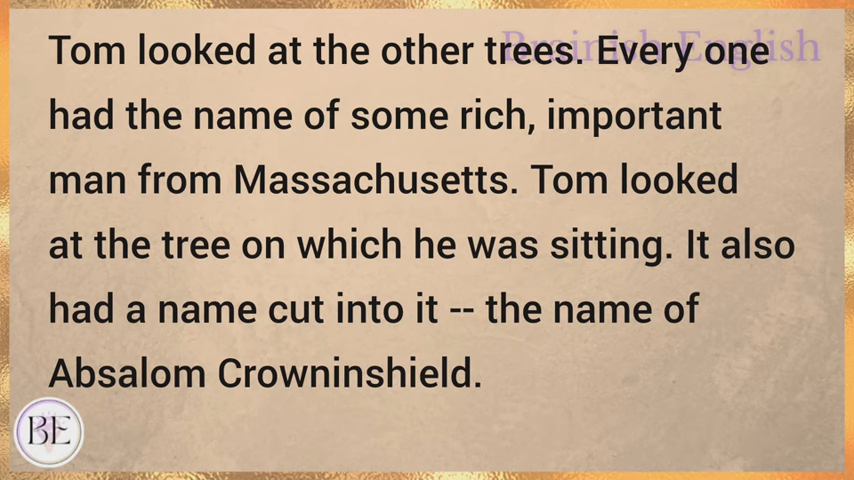 Brainish English
Tom looked at the other trees. Every one
had the name of some rich, important
man from Massachusetts. Tom looked
at the tree on which he was sitting. It also
had a name cut into it -- the name of
Absalom Crowninshield.
BE